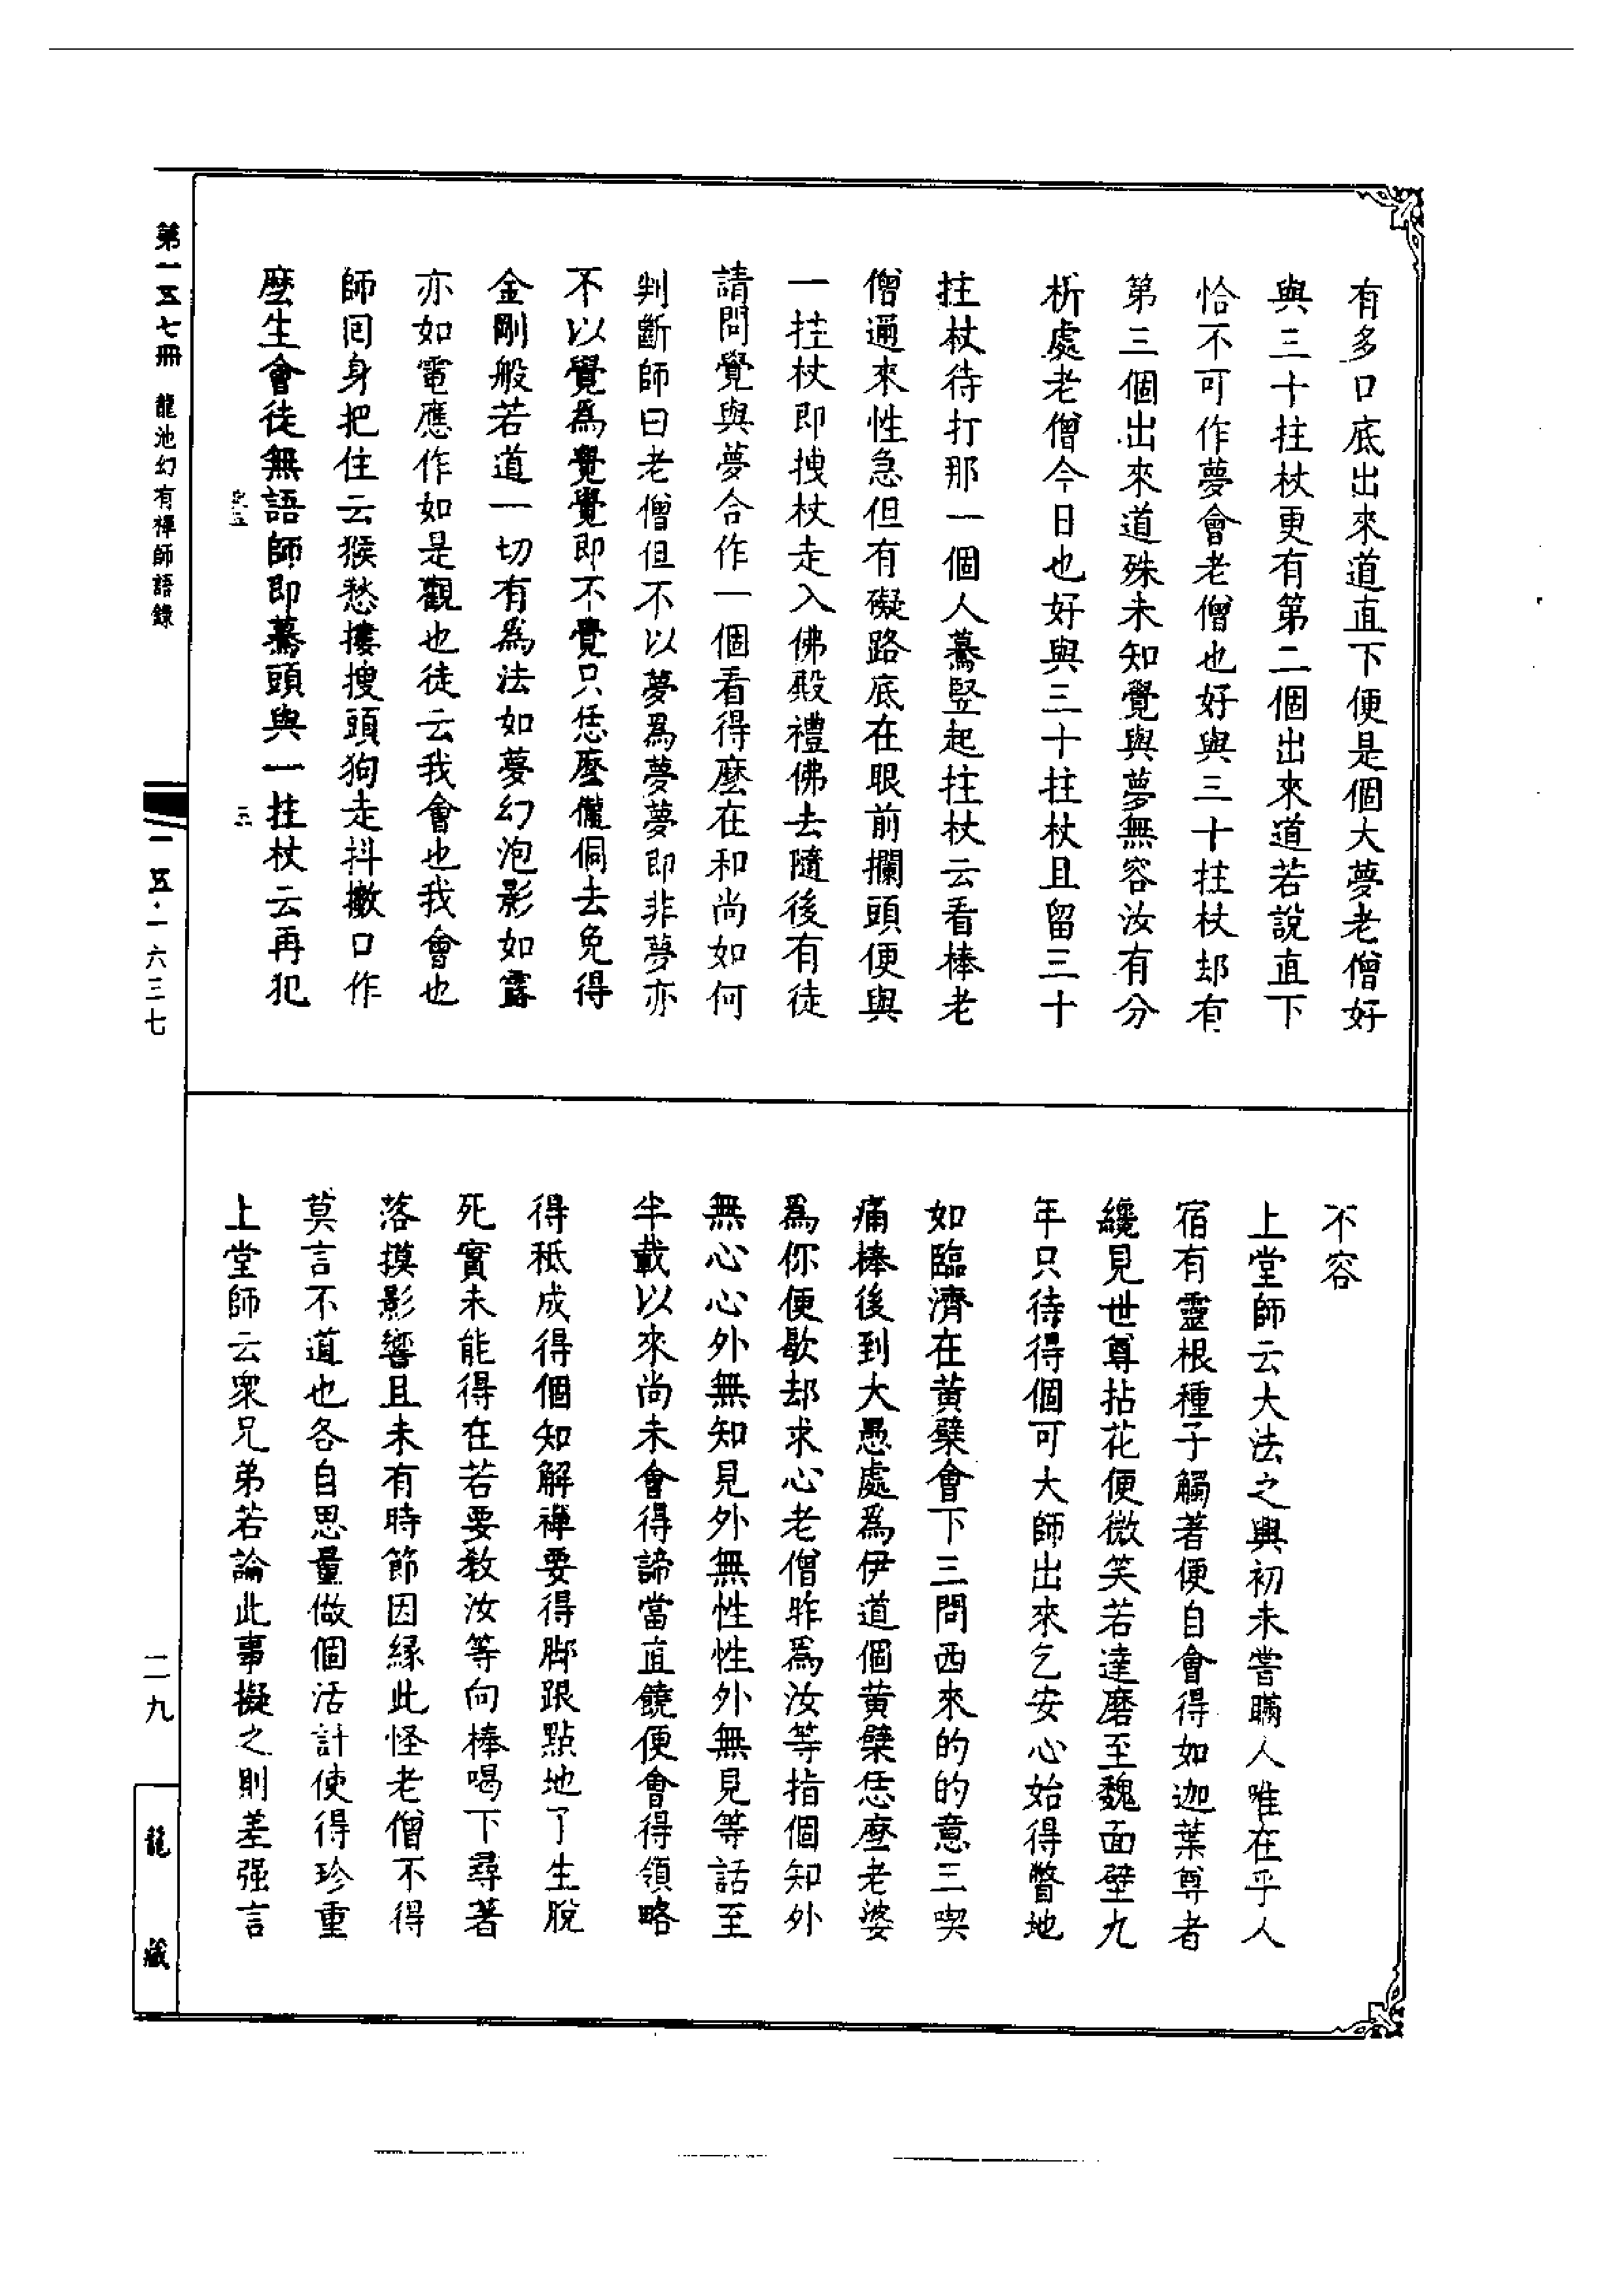 有多口底出來道直下便是個大夢老僧好
與三十拄杖更有第二個出來道若說直下
恰不可作夢會老僧也好與三十拄杖却有
第三個出來道殊未知覺與夢無容汝有分
析處老僧今日也好與三十拄杖且留三十
拄杖待打那一個人驀竪起拄杖云看棒老
僧邇來性急但有礙路底在眼前攔頭便與
一拄杖即拽杖走入佛殿禮佛去隨後有徒
請問覺與夢合作一個看得麼在和尚如何
判斷師曰老僧但不以夢爲夢夢即非夢亦
不以覺爲覺覺即不覺只恁麼儱侗去免得
金剛般若道一切有爲法如夢幻泡影如露
亦如電應作如是觀也徒云我會也我會也
師回身把住云猴愁摟搜頭狗走抖擻口作
麼生會徒無語師即驀頭與一拄杖云再犯
不容
上堂師云大法之興初未嘗瞞人唯在乎人
宿有靈根種子觸著便自會得如迦葉尊者
纔見世尊拈花便微笑若達磨至魏面壁九
年只待得個可大師出來乞安心始得瞥地
如臨濟在黄檗會下三問西來的的意三喫
痛棒後到大愚處爲伊道個黄檗恁麼老婆
爲你便歇却求心老僧昨爲汝等指個知外
無心心外無知見外無性性外無見等話至
半載以來尚未會得諦當直饒便會得領略
得秪成得個知解禪要得脚跟點地了生脫
死實未能得在若要教汝等向棒喝下尋著
落摸影響且未有時節因緣此怪老僧不得
莫言不道也各自思量做個活計使得珍重
上堂師云衆兄弟若論此事擬之則差强言
第一五七冊 龍池幻有禪師語錄
三
一五·一六三七
二九
龍藏